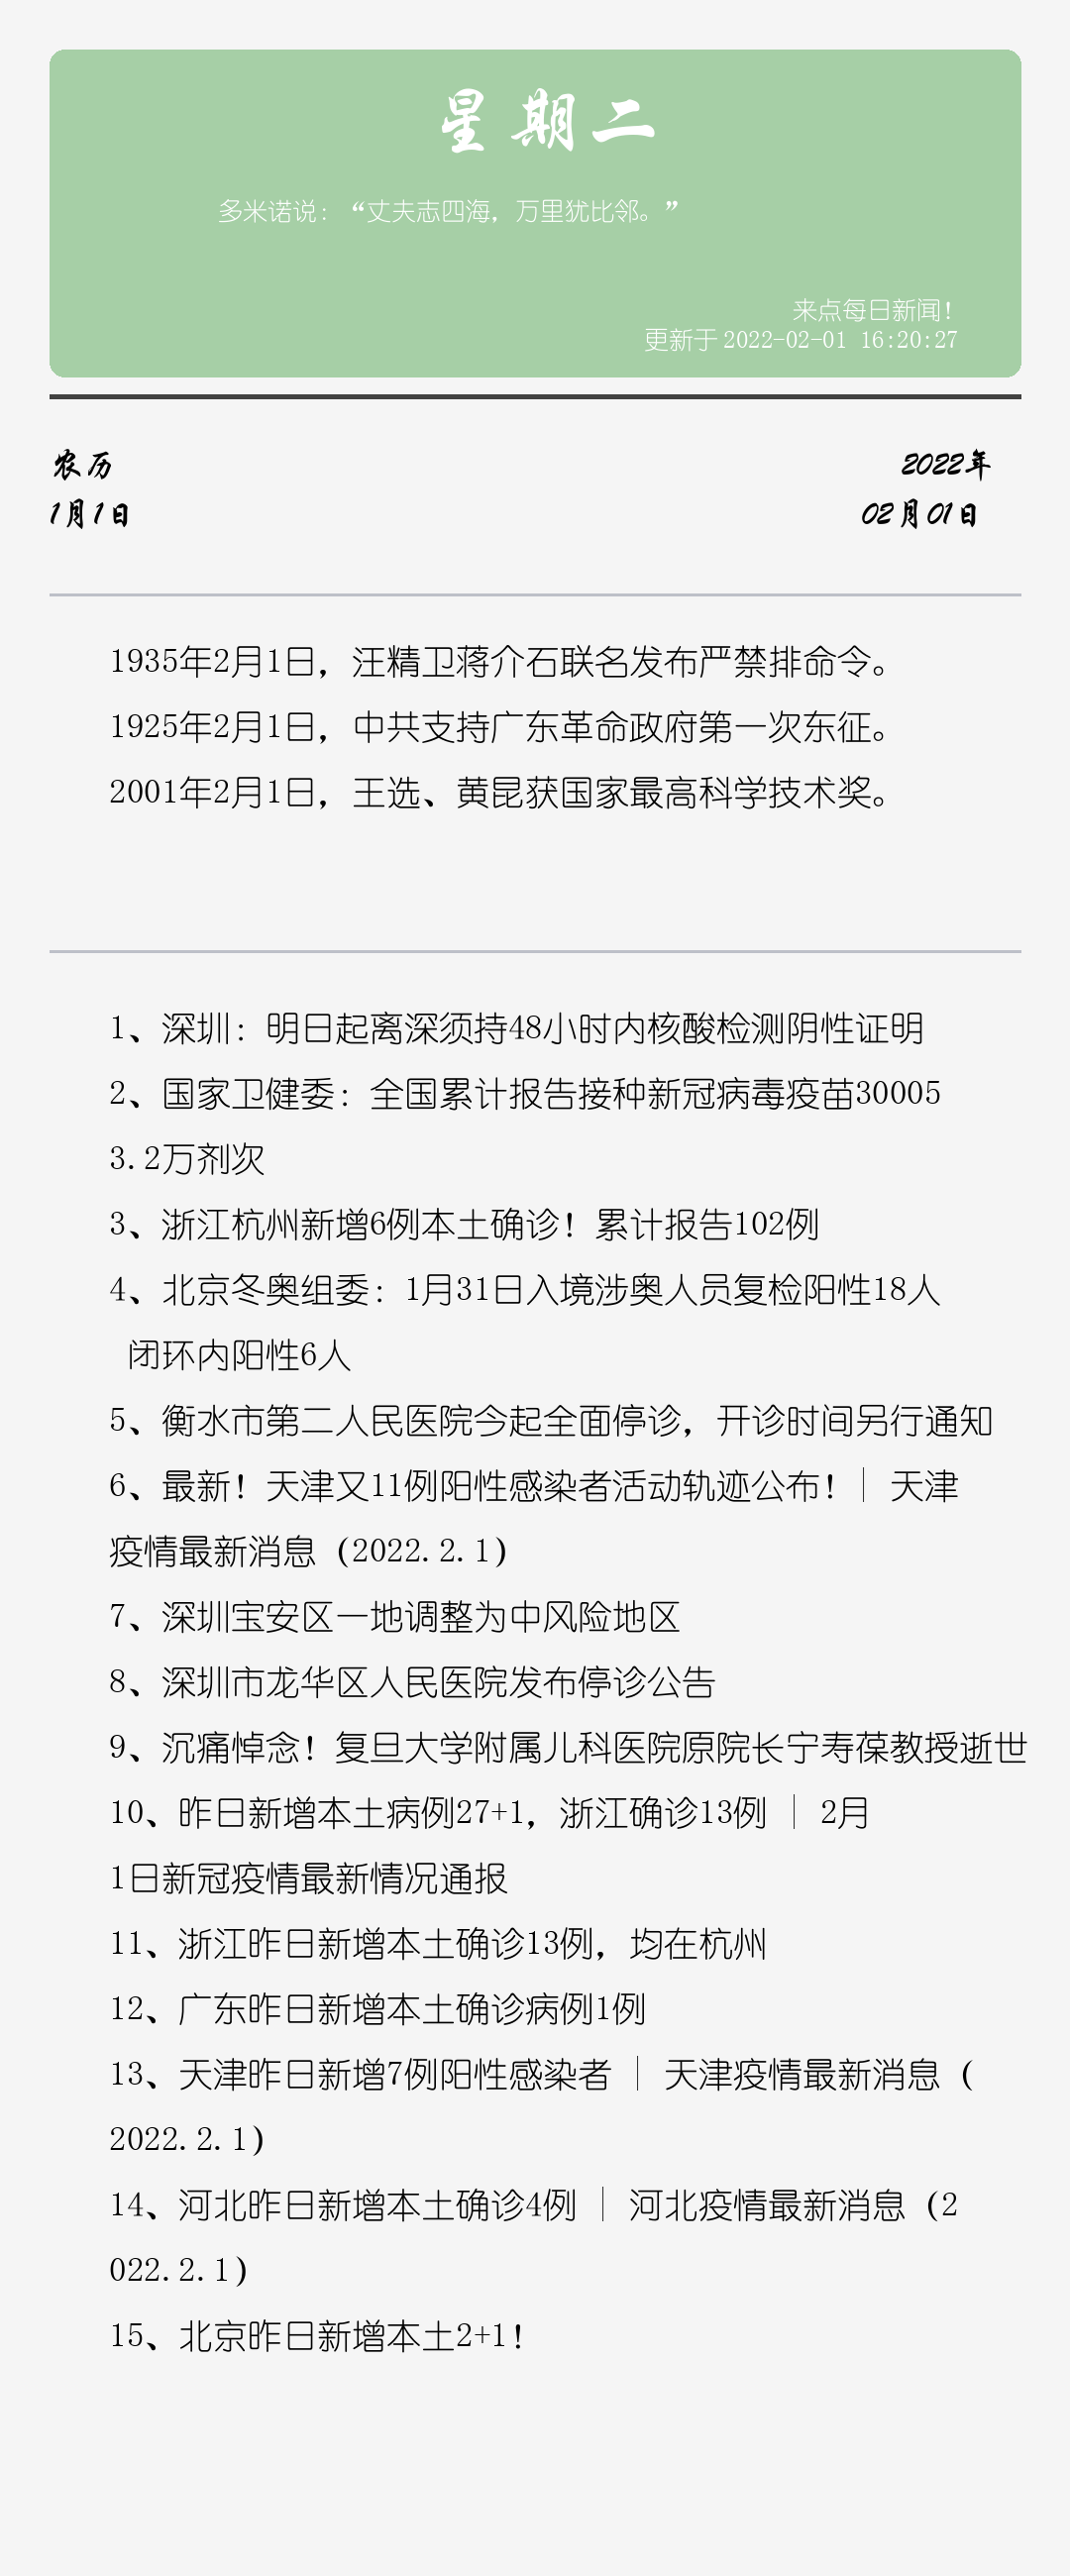 星期二
多米诺说：“丈夫志四海，万里犹比邻。”
来点每日新闻！
更新于 2022-02-01 16:20:27
农历
2022年
1月1日
02月01日
1935年2月1日，汪精卫蒋介石联名发布严禁排命令。
1925年2月1日，中共支持广东革命政府第一次东征。
2001年2月1日，王选、黄昆获国家最高科学技术奖。
1、深圳：明日起离深须持48小时内核酸检测阴性证明
2、国家卫健委：全国累计报告接种新冠病毒疫苗30005
3.2万剂次
3、浙江杭州新增6例本土确诊！累计报告102例
4、北京冬奥组委：1月31日入境涉奥人员复检阳性18人
闭环内阳性6人
5、衡水市第二人民医院今起全面停诊，开诊时间另行通知
6、最新！天津又11例阳性感染者活动轨迹公布！｜ 天津
疫情最新消息（2022.2.1）
7、深圳宝安区一地调整为中风险地区
8、深圳市龙华区人民医院发布停诊公告
9、沉痛悼念！复旦大学附属儿科医院原院长宁寿葆教授逝世
10、昨日新增本土病例27+1，浙江确诊13例 ｜ 2月
1日新冠疫情最新情况通报
11、浙江昨日新增本土确诊13例，均在杭州
12、广东昨日新增本土确诊病例1例
13、天津昨日新增7例阳性感染者 ｜ 天津疫情最新消息（
2022.2.1）
14、河北昨日新增本土确诊4例 ｜ 河北疫情最新消息（2
022.2.1）
15、北京昨日新增本土2+1！